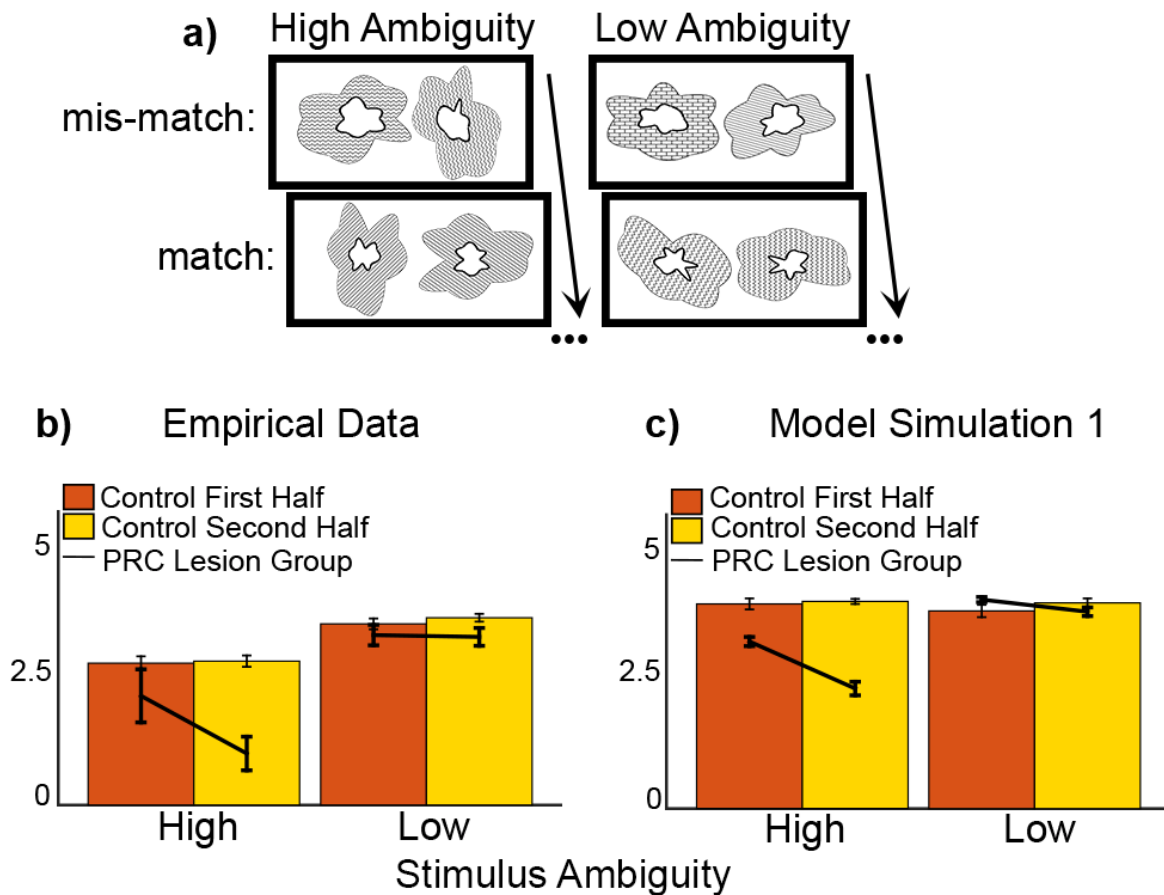 a) High Ambiguity Low Ambiguity
mis-match:
match:
... ...
b) Empirical Data
Control First Half
Control Second Half
PRC Lesion Group
5
2.5
0
High Low
c) Model Simulation 1
Control First Half
Control Second Half
PRC Lesion Group
5
2.5
0
High Low
Stimulus Ambiguity